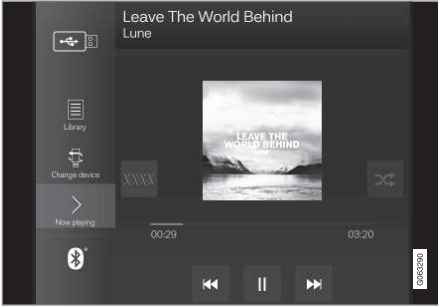 Leave The World Behind
Lune
Library
Change device
Now playing
LEAVE THE
WORLD BEHIND
LUNE
XXXX
00:29
03:20
G063290